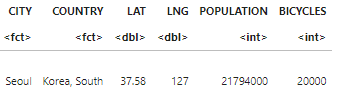 CITY COUNTRY LAT LNG POPULATION BICYCLES
<fct> <fct> <dbl> <dbl> <int> <int>
Seoul Korea, South 37.58 127 21794000 20000